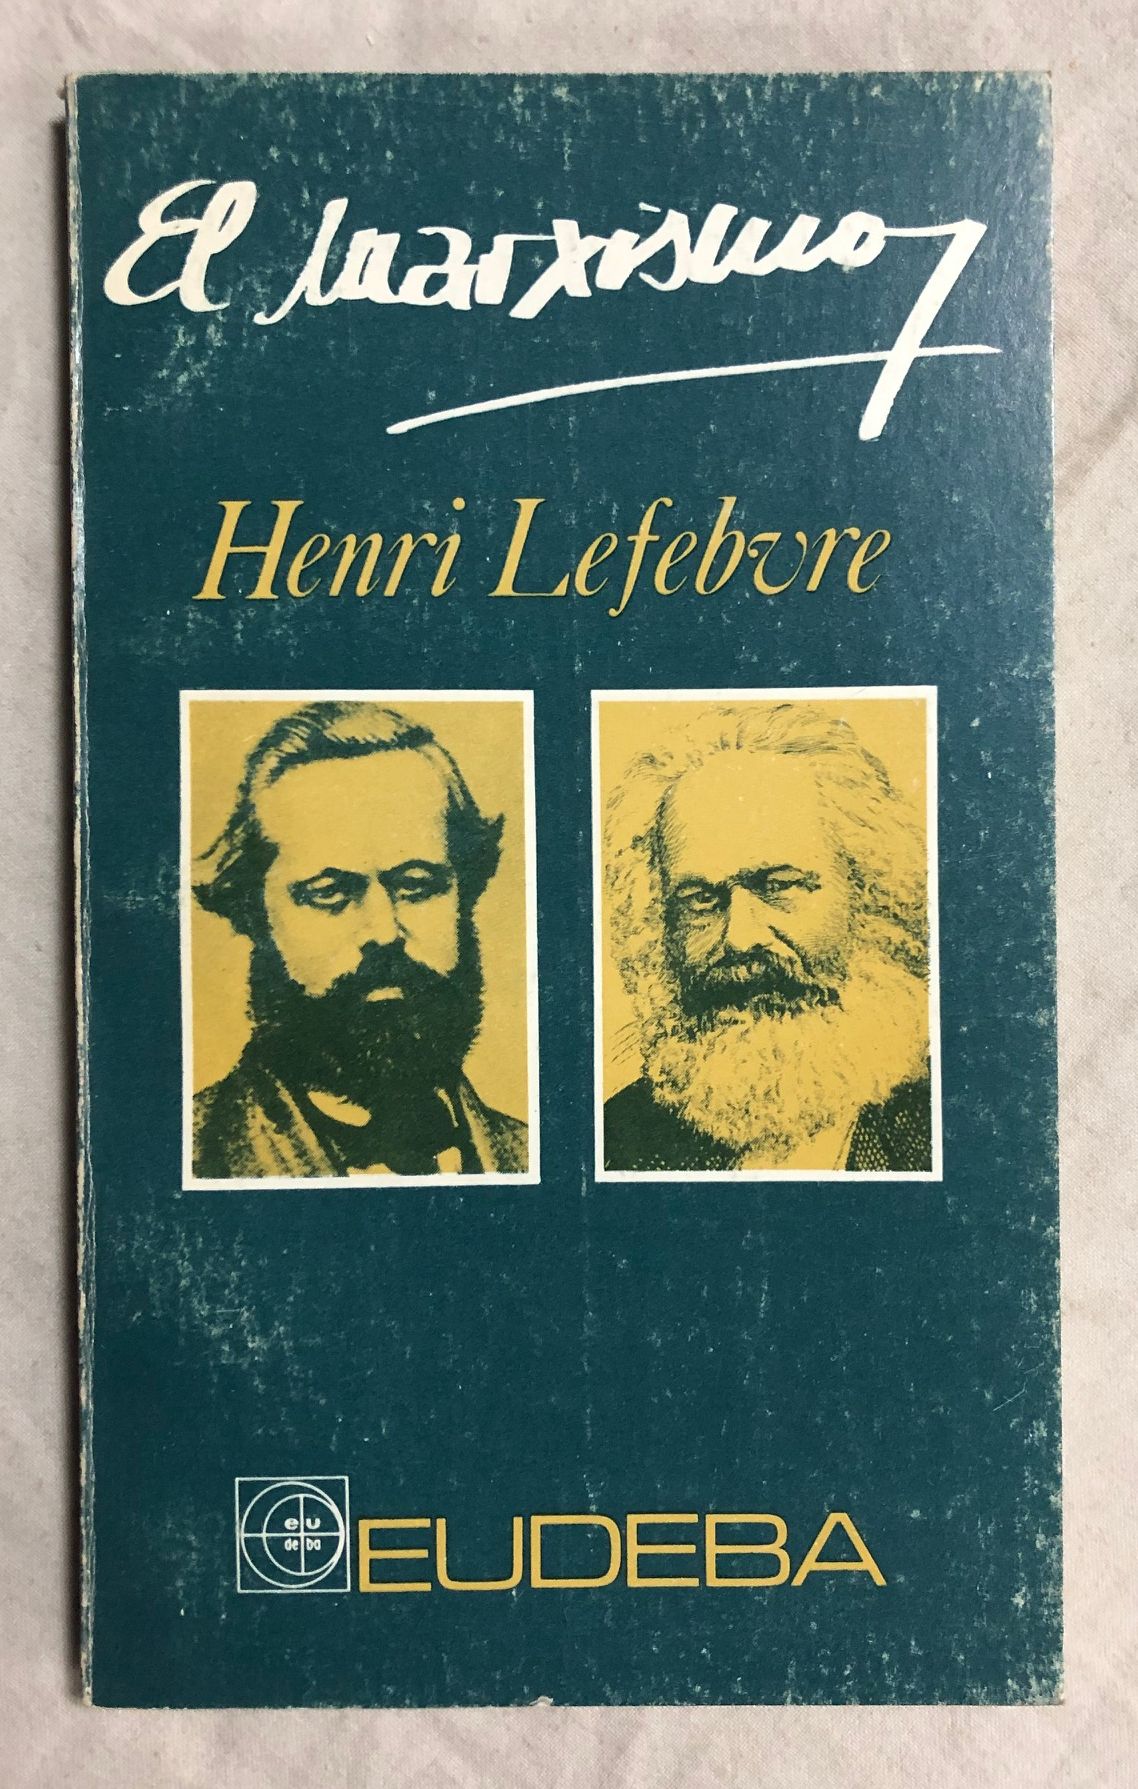 El marxismo
Henri Lefebvre
eu
de ba
EUDEBA